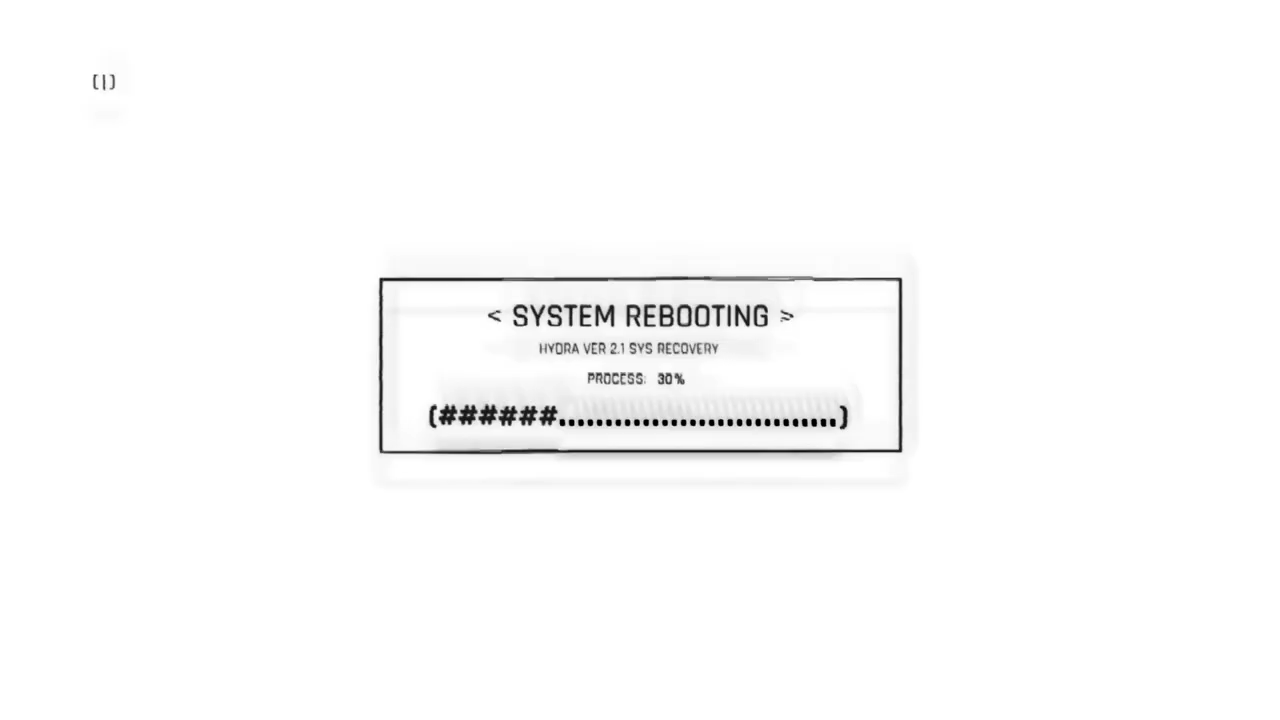 (|)
< SYSTEM REBOOTING >
HYDRA VER 2.1 SYS RECOVERY
PROCESS: 30%
(######..............................)